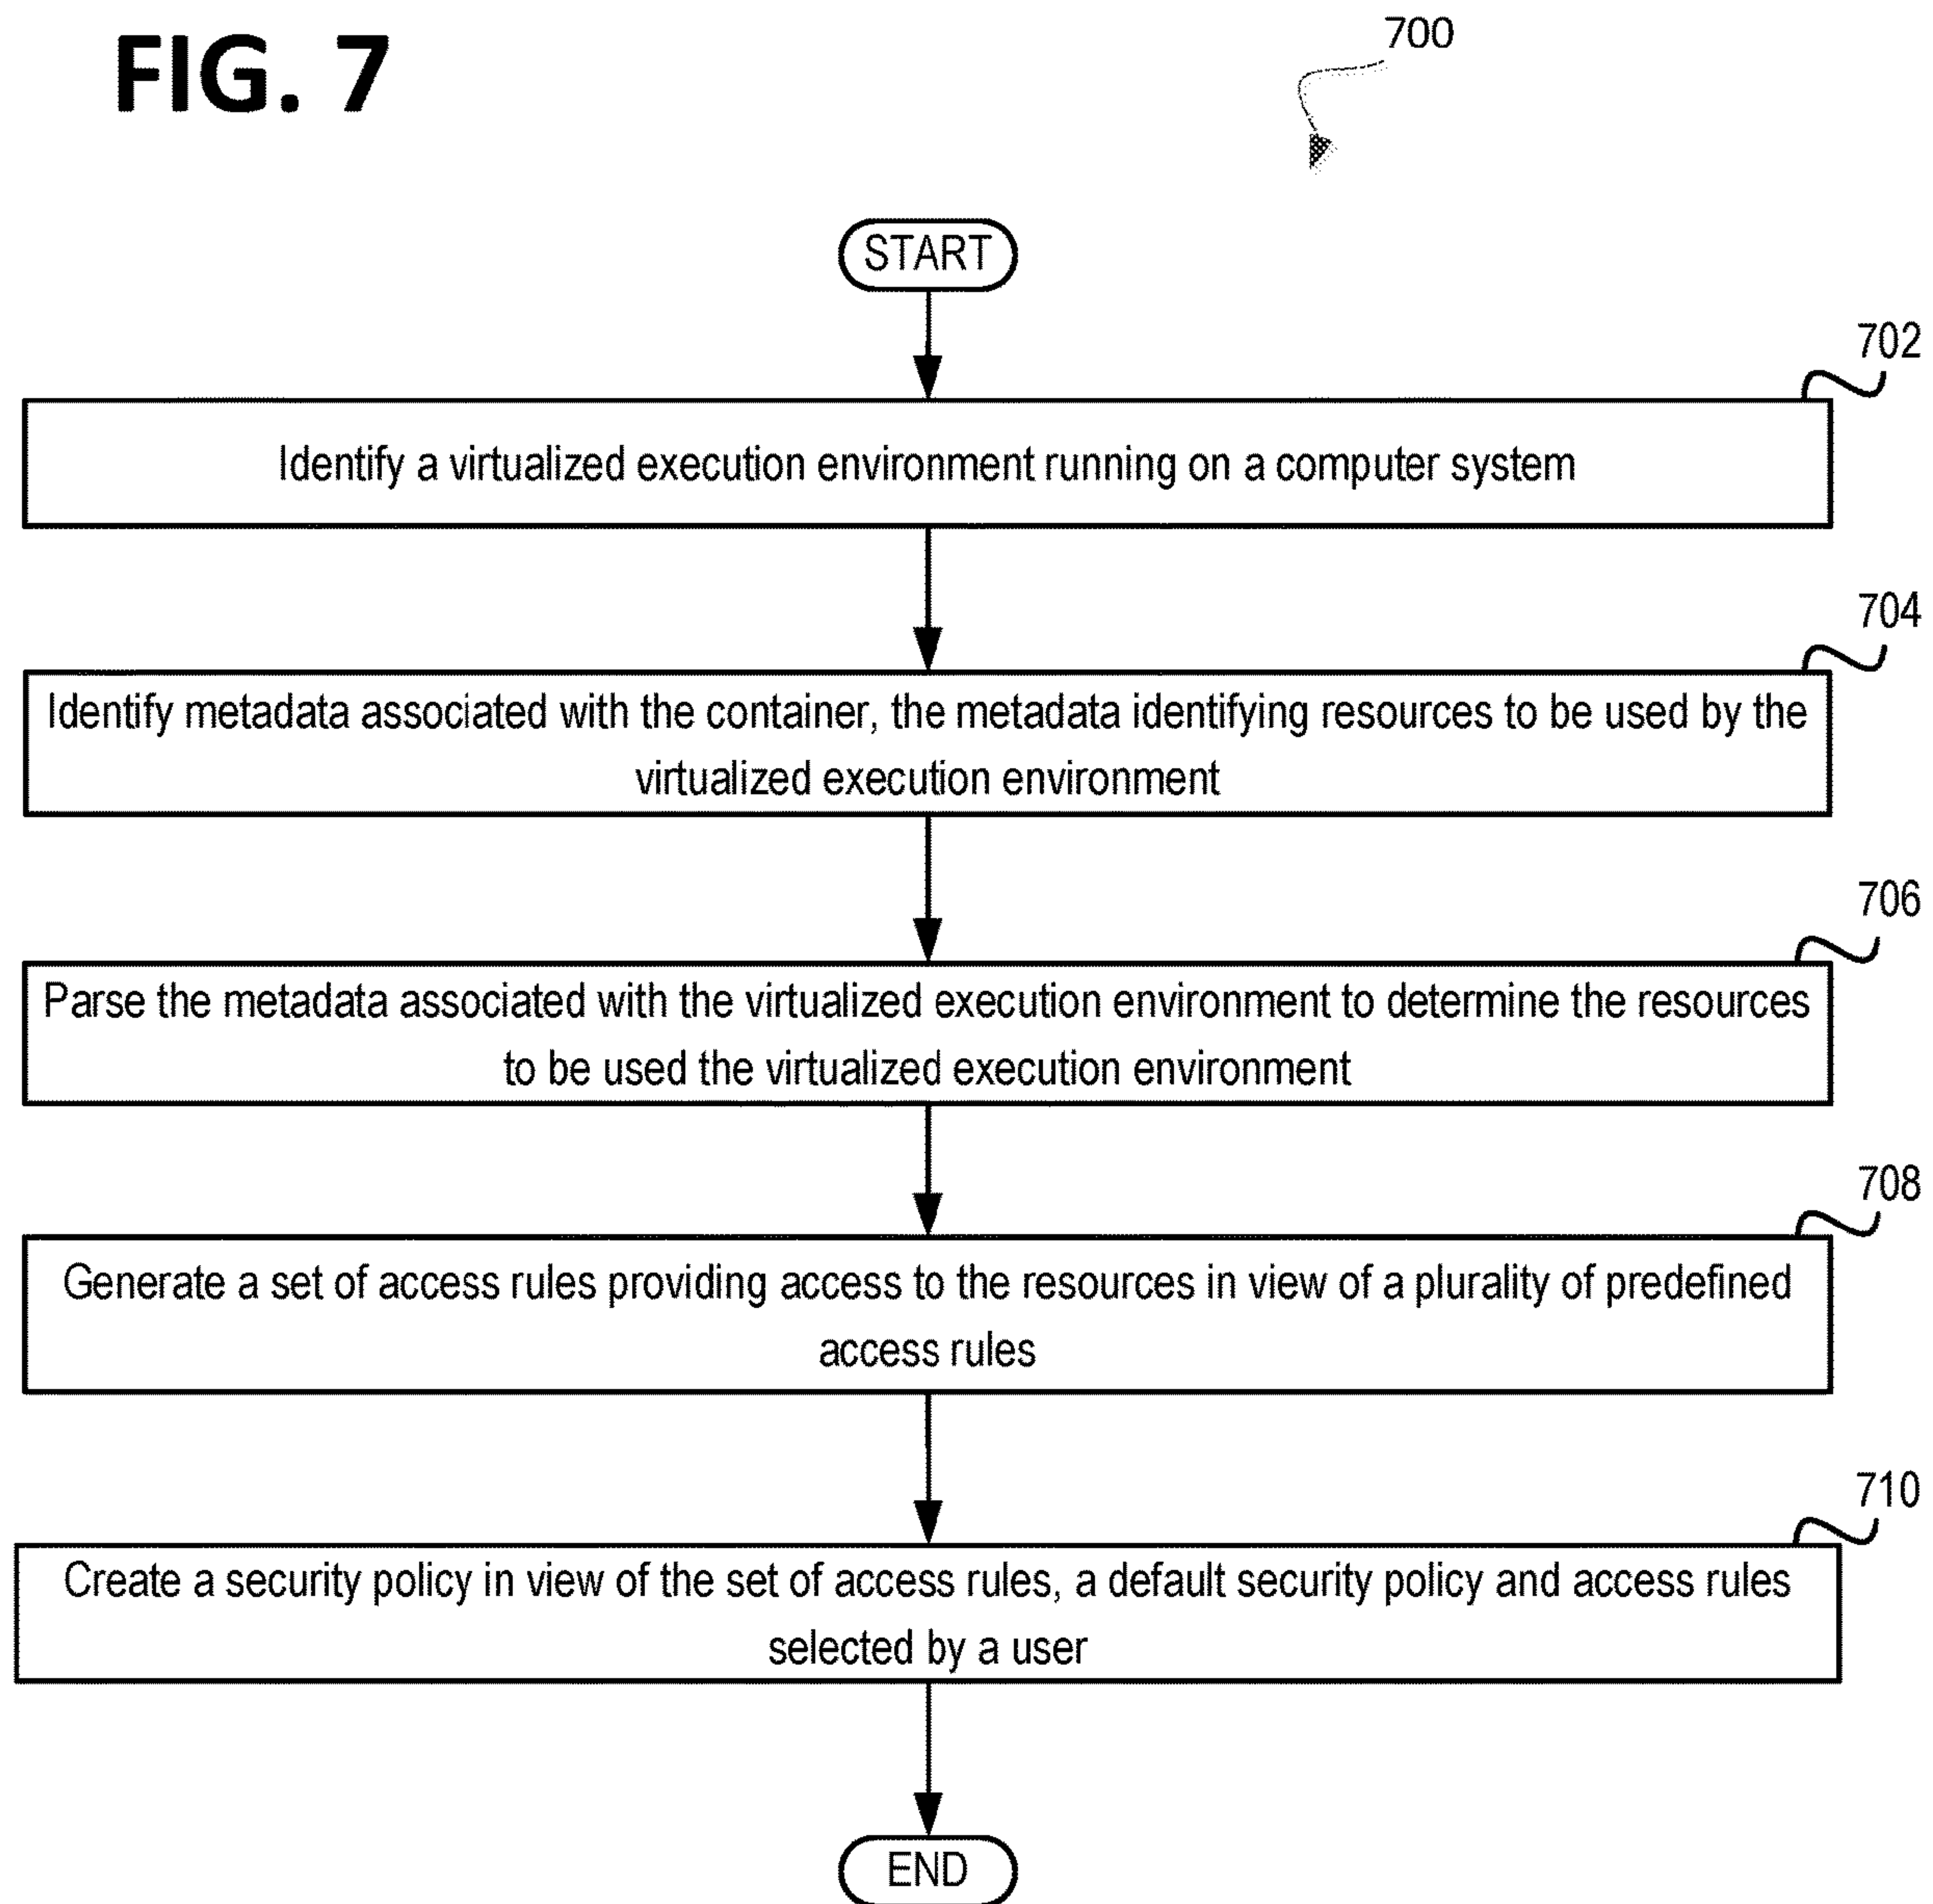 FIG. 7
700
START
702
Identify a virtualized execution environment running on a computer system
704
Identify metadata associated with the container, the metadata identifying resources to be used by the
virtualized execution environment
706
Parse the metadata associated with the virtualized execution environment to determine the resources
to be used the virtualized execution environment
708
Generate a set of access rules providing access to the resources in view of a plurality of predefined
access rules
710
Create a security policy in view of the set of access rules, a default security policy and access rules
selected by a user
END